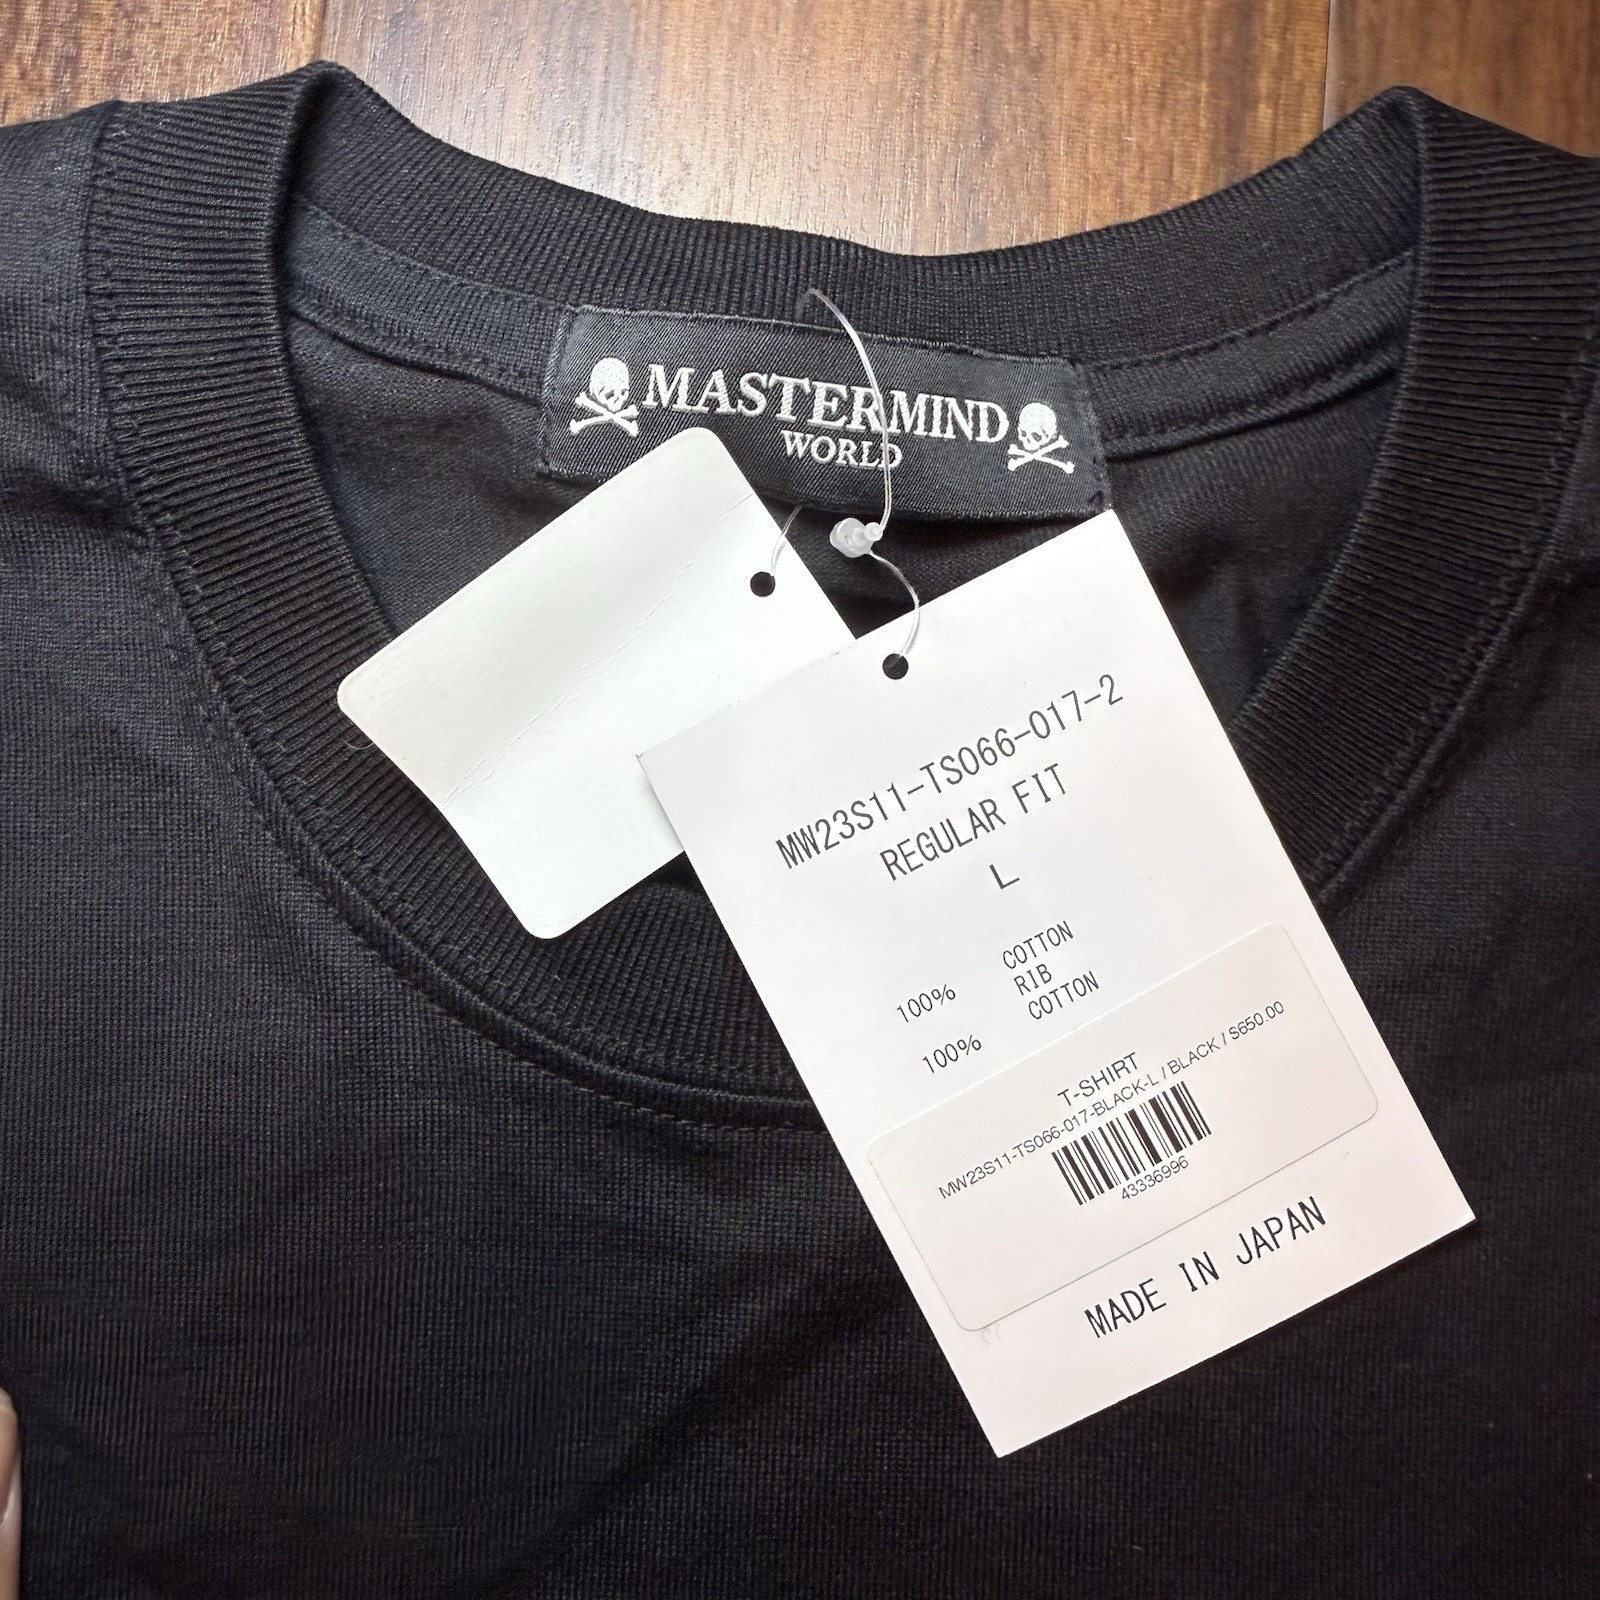 MASTERMIND
WORLD
MW23S11-TS066-017-2
REGULAR FIT
L
COTTON
100% RIB
COTTON
100%
T-SHIRT
MW23S11-TS066-017-BLACK-L / BLACK / $650.00
43336996
MADE IN JAPAN